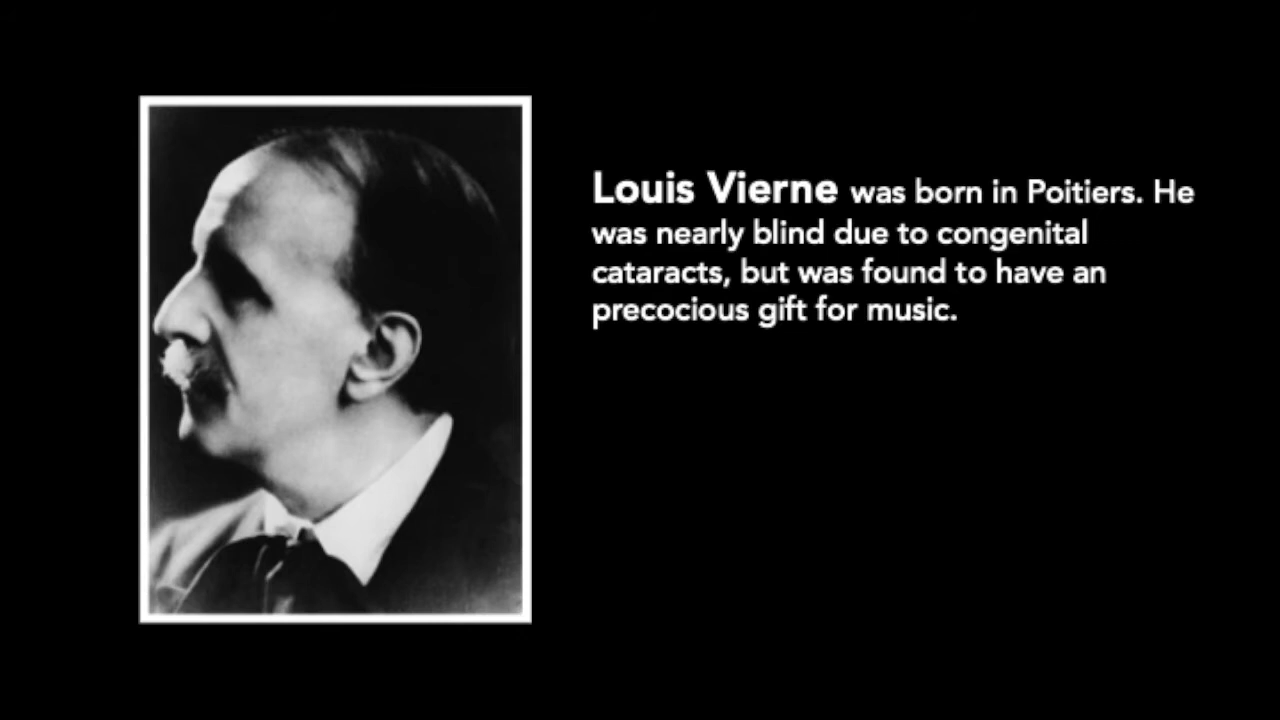 Louis Vierne was born in Poitiers. He
was nearly blind due to congenital
cataracts, but was found to have an
precocious gift for music.